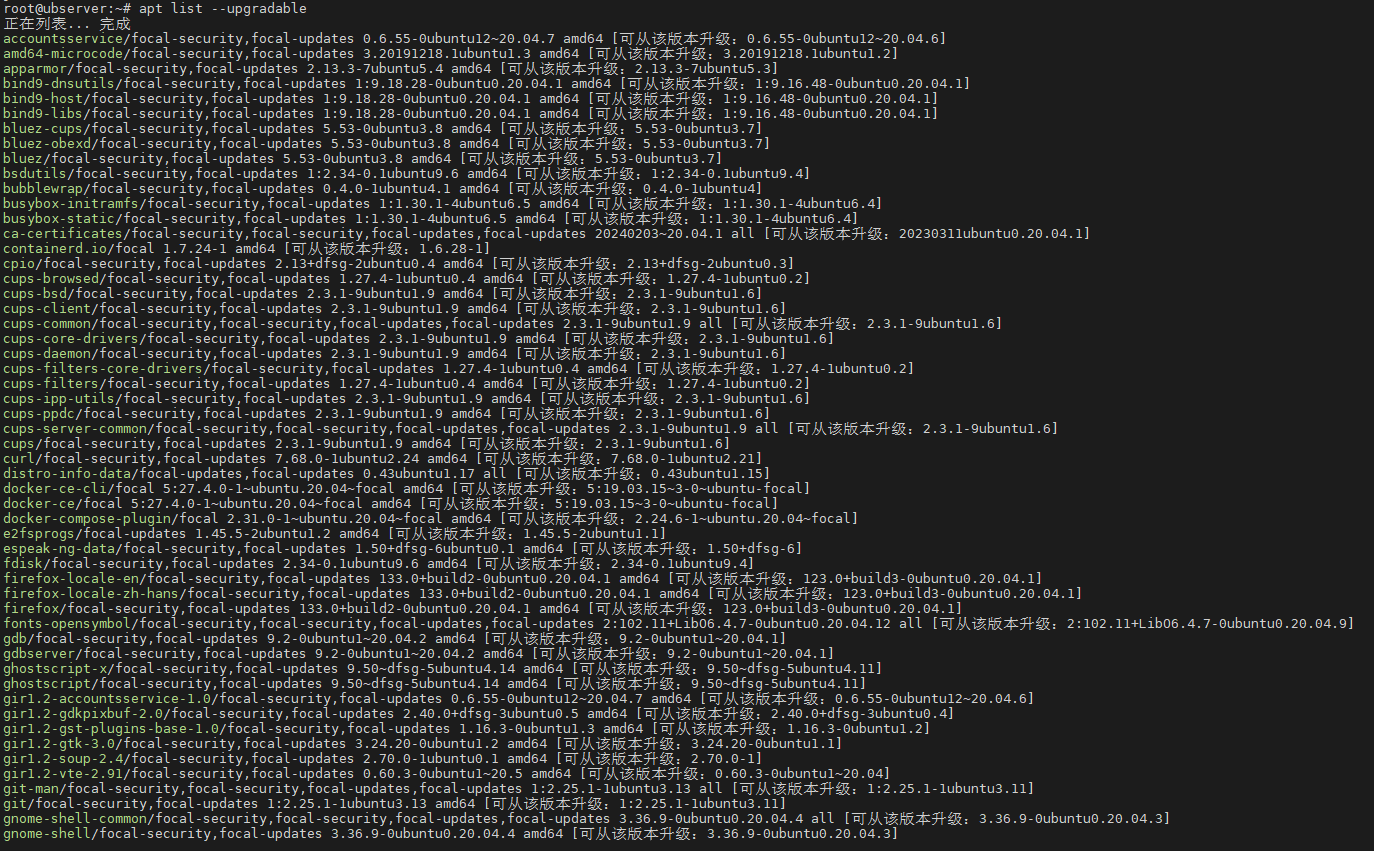 root@ubserver:~# apt list --upgradable
正在列表... 完成
accountsservice/focal-security,focal-updates 0.6.55-0ubuntu12~20.04.7 amd64 [可从该版本升级：0.6.55-0ubuntu12~20.04.6]
amd64-microcode/focal-security,focal-updates 3.20191218.1ubuntu1.3 amd64 [可从该版本升级：3.20191218.1ubuntu1.2]
apparmor/focal-security,focal-updates 2.13.3-7ubuntu5.4 amd64 [可从该版本升级：2.13.3-7ubuntu5.3]
bind9-dnsutils/focal-security,focal-updates 1:9.18.28-0ubuntu0.20.04.1 amd64 [可从该版本升级：1:9.16.48-0ubuntu0.20.04.1]
bind9-host/focal-security,focal-updates 1:9.18.28-0ubuntu0.20.04.1 amd64 [可从该版本升级：1:9.16.48-0ubuntu0.20.04.1]
bind9-libs/focal-security,focal-updates 1:9.18.28-0ubuntu0.20.04.1 amd64 [可从该版本升级：1:9.16.48-0ubuntu0.20.04.1]
bluez-cups/focal-security,focal-updates 5.53-0ubuntu3.8 amd64 [可从该版本升级：5.53-0ubuntu3.7]
bluez-obexd/focal-security,focal-updates 5.53-0ubuntu3.8 amd64 [可从该版本升级：5.53-0ubuntu3.7]
bluez/focal-security,focal-updates 5.53-0ubuntu3.8 amd64 [可从该版本升级：5.53-0ubuntu3.7]
bsdutils/focal-security,focal-updates 1:2.34-0.1ubuntu9.6 amd64 [可从该版本升级：1:2.34-0.1ubuntu9.4]
bubblewrap/focal-security,focal-updates 0.4.0-1ubuntu4.1 amd64 [可从该版本升级：0.4.0-1ubuntu4]
busybox-initramfs/focal-security,focal-updates 1:1.30.1-4ubuntu6.5 amd64 [可从该版本升级：1:1.30.1-4ubuntu6.4]
busybox-static/focal-security,focal-updates 1:1.30.1-4ubuntu6.5 amd64 [可从该版本升级：1:1.30.1-4ubuntu6.4]
ca-certificates/focal-security,focal-security,focal-updates,focal-updates 20240203~20.04.1 all [可从该版本升级：20230311ubuntu0.20.04.1]
containerd.io/focal 1.7.24-1 amd64 [可从该版本升级：1.6.28-1]
cpio/focal-security,focal-updates 2.13+dfsg-2ubuntu0.4 amd64 [可从该版本升级：2.13+dfsg-2ubuntu0.3]
cups-browsed/focal-security,focal-updates 1.27.4-1ubuntu0.4 amd64 [可从该版本升级：1.27.4-1ubuntu0.2]
cups-bsd/focal-security,focal-updates 2.3.1-9ubuntu1.9 amd64 [可从该版本升级：2.3.1-9ubuntu1.6]
cups-client/focal-security,focal-updates 2.3.1-9ubuntu1.9 amd64 [可从该版本升级：2.3.1-9ubuntu1.6]
cups-common/focal-security,focal-security,focal-updates,focal-updates 2.3.1-9ubuntu1.9 all [可从该版本升级：2.3.1-9ubuntu1.6]
cups-core-drivers/focal-security,focal-updates 2.3.1-9ubuntu1.9 amd64 [可从该版本升级：2.3.1-9ubuntu1.6]
cups-daemon/focal-security,focal-updates 2.3.1-9ubuntu1.9 amd64 [可从该版本升级：2.3.1-9ubuntu1.6]
cups-filters-core-drivers/focal-security,focal-updates 1.27.4-1ubuntu0.4 amd64 [可从该版本升级：1.27.4-1ubuntu0.2]
cups-filters/focal-security,focal-updates 1.27.4-1ubuntu0.4 amd64 [可从该版本升级：1.27.4-1ubuntu0.2]
cups-ipp-utils/focal-security,focal-updates 2.3.1-9ubuntu1.9 amd64 [可从该版本升级：2.3.1-9ubuntu1.6]
cups-ppdc/focal-security,focal-updates 2.3.1-9ubuntu1.9 amd64 [可从该版本升级：2.3.1-9ubuntu1.6]
cups-server-common/focal-security,focal-security,focal-updates,focal-updates 2.3.1-9ubuntu1.9 all [可从该版本升级：2.3.1-9ubuntu1.6]
cups/focal-security,focal-updates 2.3.1-9ubuntu1.9 amd64 [可从该版本升级：2.3.1-9ubuntu1.6]
curl/focal-security,focal-updates 7.68.0-1ubuntu2.24 amd64 [可从该版本升级：7.68.0-1ubuntu2.21]
distro-info-data/focal-updates,focal-updates 0.43ubuntu1.17 all [可从该版本升级：0.43ubuntu1.15]
docker-ce-cli/focal 5:27.4.0-1~ubuntu.20.04~focal amd64 [可从该版本升级：5:19.03.15~3-0~ubuntu-focal]
docker-ce/focal 5:27.4.0-1~ubuntu.20.04~focal amd64 [可从该版本升级：5:19.03.15~3-0~ubuntu-focal]
docker-compose-plugin/focal 2.31.0-1~ubuntu.20.04~focal amd64 [可从该版本升级：2.24.6-1~ubuntu.20.04~focal]
e2fsprogs/focal-updates 1.45.5-2ubuntu1.2 amd64 [可从该版本升级：1.45.5-2ubuntu1.1]
espeak-ng-data/focal-security,focal-updates 1.50+dfsg-6ubuntu0.1 amd64 [可从该版本升级：1.50+dfsg-6]
fdisk/focal-security,focal-updates 2.34-0.1ubuntu9.6 amd64 [可从该版本升级：2.34-0.1ubuntu9.4]
firefox-locale-en/focal-security,focal-updates 133.0+build2-0ubuntu0.20.04.1 amd64 [可从该版本升级：123.0+build3-0ubuntu0.20.04.1]
firefox-locale-zh-hans/focal-security,focal-updates 133.0+build2-0ubuntu0.20.04.1 amd64 [可从该版本升级：123.0+build3-0ubuntu0.20.04.1]
firefox/focal-security,focal-updates 133.0+build2-0ubuntu0.20.04.1 amd64 [可从该版本升级：123.0+build3-0ubuntu0.20.04.1]
fonts-opensymbol/focal-security,focal-security,focal-updates,focal-updates 2:102.11+LibO6.4.7-0ubuntu0.20.04.12 all [可从该版本升级：2:102.11+LibO6.4.7-0ubuntu0.20.04.9]
gdb/focal-security,focal-updates 9.2-0ubuntu1~20.04.2 amd64 [可从该版本升级：9.2-0ubuntu1~20.04.1]
gdbserver/focal-security,focal-updates 9.2-0ubuntu1~20.04.2 amd64 [可从该版本升级：9.2-0ubuntu1~20.04.1]
ghostscript-x/focal-security,focal-updates 9.50~dfsg-5ubuntu4.14 amd64 [可从该版本升级：9.50~dfsg-5ubuntu4.11]
ghostscript/focal-security,focal-updates 9.50~dfsg-5ubuntu4.14 amd64 [可从该版本升级：9.50~dfsg-5ubuntu4.11]
gir1.2-accountsservice-1.0/focal-security,focal-updates 0.6.55-0ubuntu12~20.04.7 amd64 [可从该版本升级：0.6.55-0ubuntu12~20.04.6]
gir1.2-gdkpixbuf-2.0/focal-security,focal-updates 2.40.0+dfsg-3ubuntu0.5 amd64 [可从该版本升级：2.40.0+dfsg-3ubuntu0.4]
gir1.2-gst-plugins-base-1.0/focal-security,focal-updates 1.16.3-0ubuntu1.3 amd64 [可从该版本升级：1.16.3-0ubuntu1.2]
gir1.2-gtk-3.0/focal-security,focal-updates 3.24.20-0ubuntu1.2 amd64 [可从该版本升级：3.24.20-0ubuntu1.1]
gir1.2-soup-2.4/focal-security,focal-updates 2.70.0-1ubuntu0.1 amd64 [可从该版本升级：2.70.0-1]
gir1.2-vte-2.91/focal-security,focal-updates 0.60.3-0ubuntu1~20.5 amd64 [可从该版本升级：0.60.3-0ubuntu1~20.04]
git-man/focal-security,focal-security,focal-updates,focal-updates 1:2.25.1-1ubuntu3.13 all [可从该版本升级：1:2.25.1-1ubuntu3.11]
git/focal-security,focal-updates 1:2.25.1-1ubuntu3.13 amd64 [可从该版本升级：1:2.25.1-1ubuntu3.11]
gnome-shell-common/focal-security,focal-security,focal-updates,focal-updates 3.36.9-0ubuntu0.20.04.4 all [可从该版本升级：3.36.9-0ubuntu0.20.04.3]
gnome-shell/focal-security,focal-updates 3.36.9-0ubuntu0.20.04.4 amd64 [可从该版本升级：3.36.9-0ubuntu0.20.04.3]